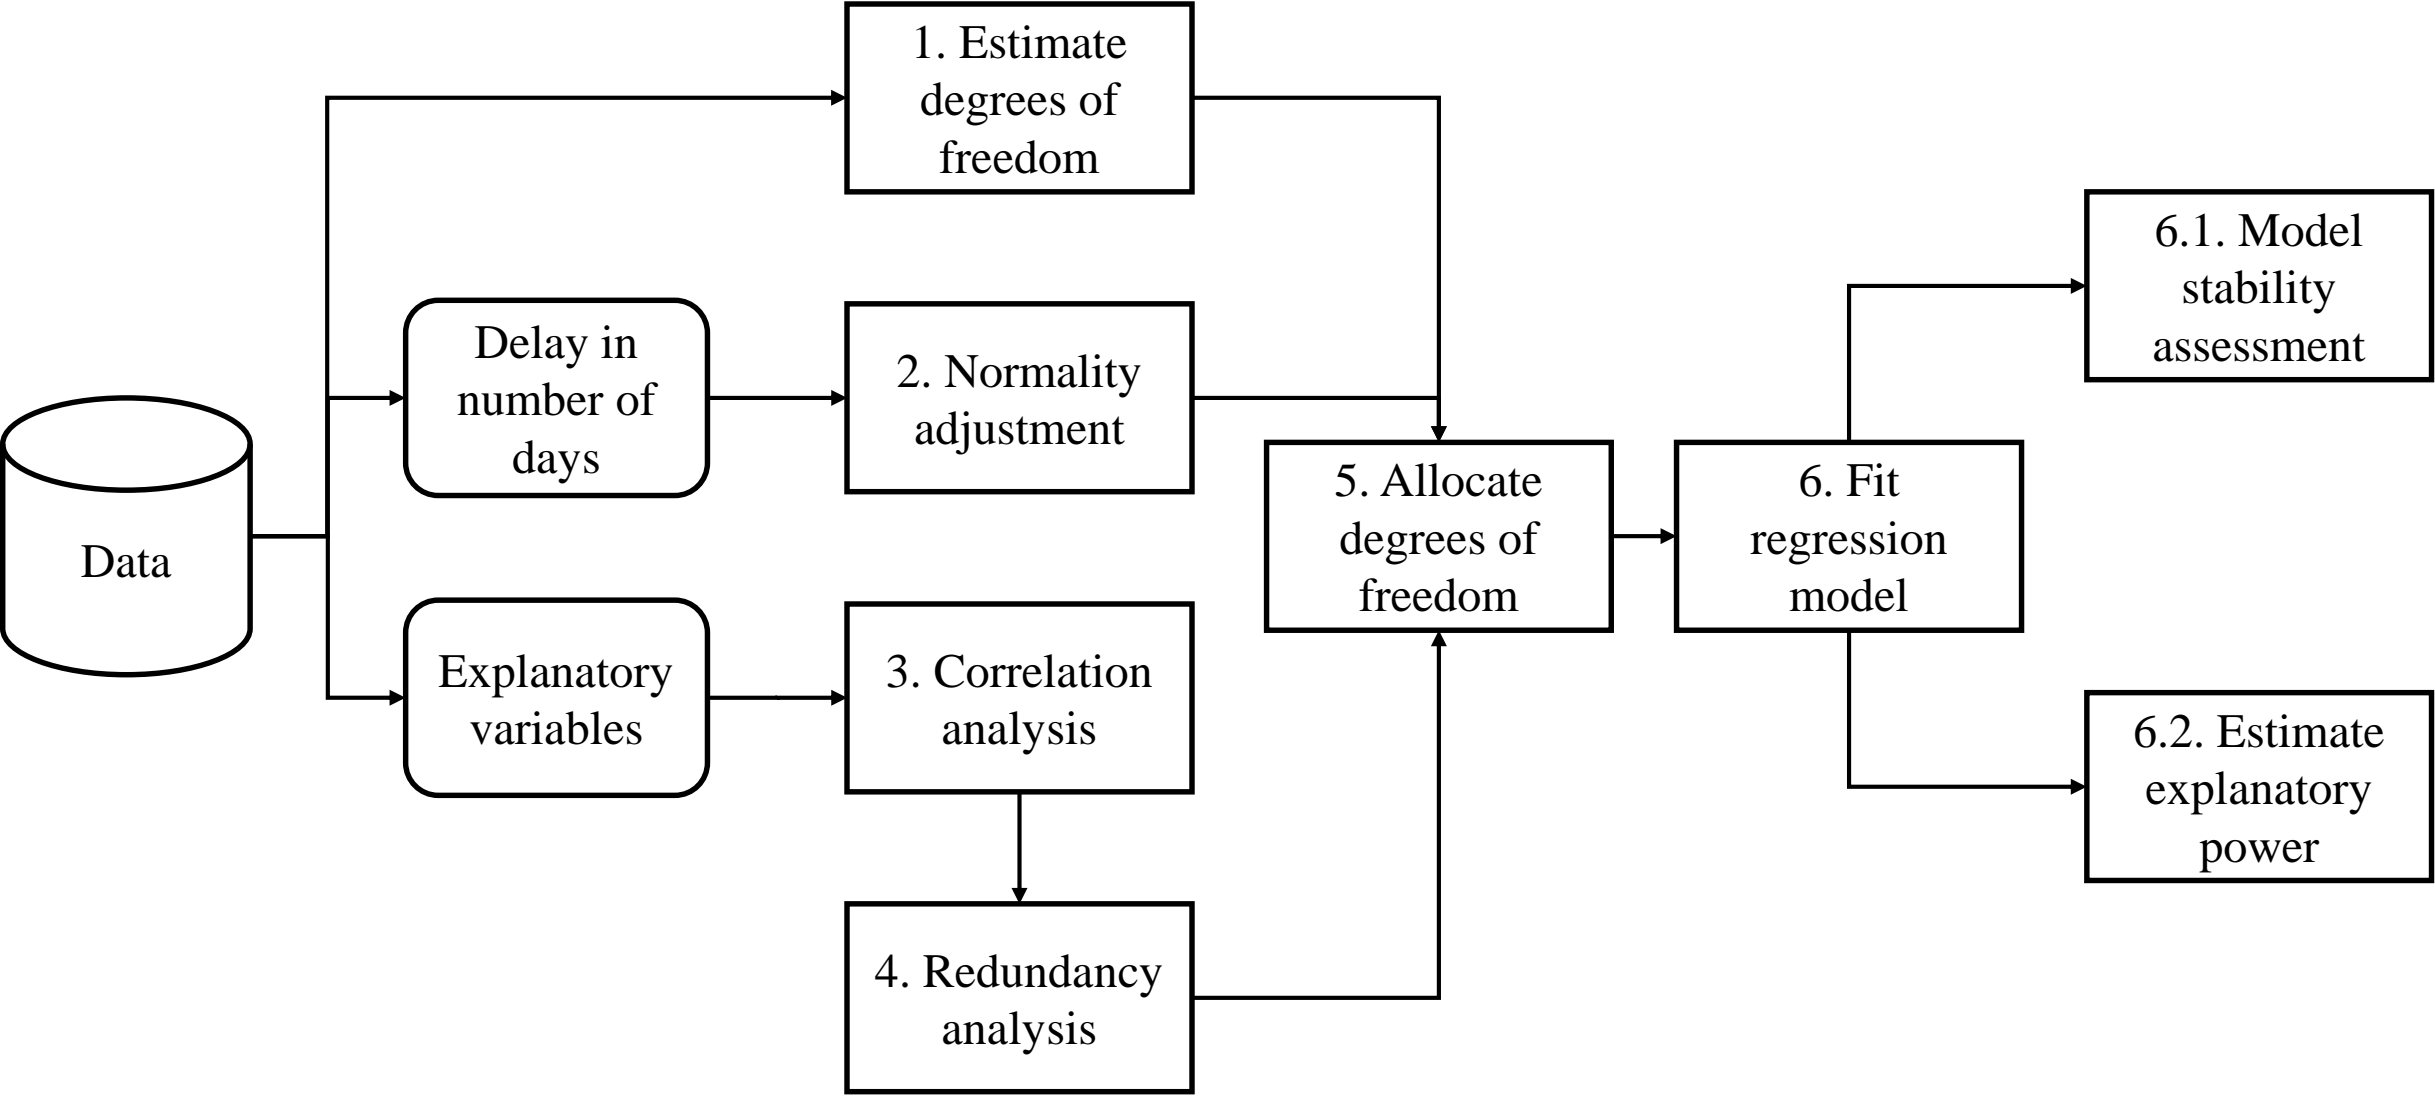 1. Estimate
degrees of
freedom
6.1. Model
stability
assessment
Delay in
number of
days
2. Normality
adjustment
5. Allocate
degrees of
freedom
6. Fit
regression
model
Data
Explanatory
variables
3. Correlation
analysis
6.2. Estimate
explanatory
power
4. Redundancy
analysis